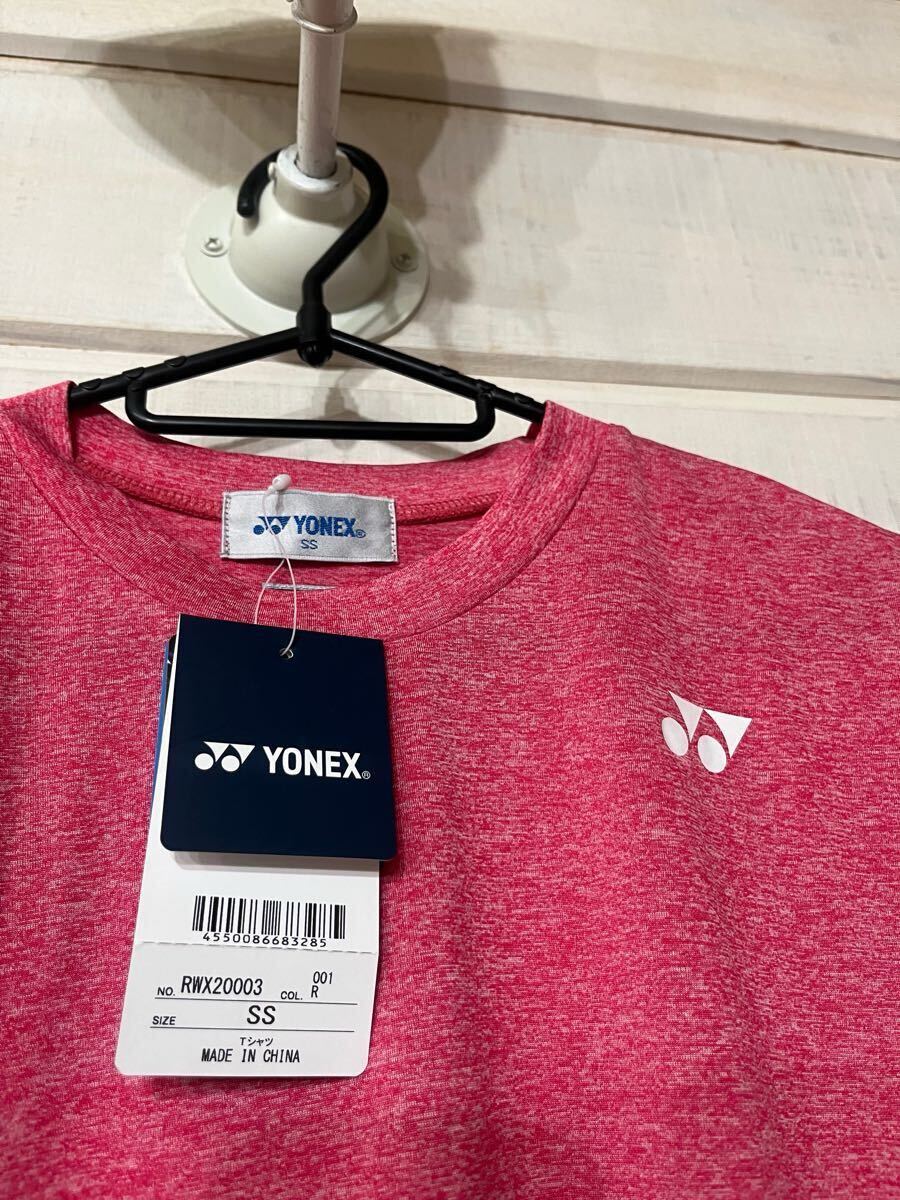 YONEX®
SS
YONEX®
4550086683285
NO. RWX20003 COL. 001 R
SIZE SS
Tシャツ
MADE IN CHINA